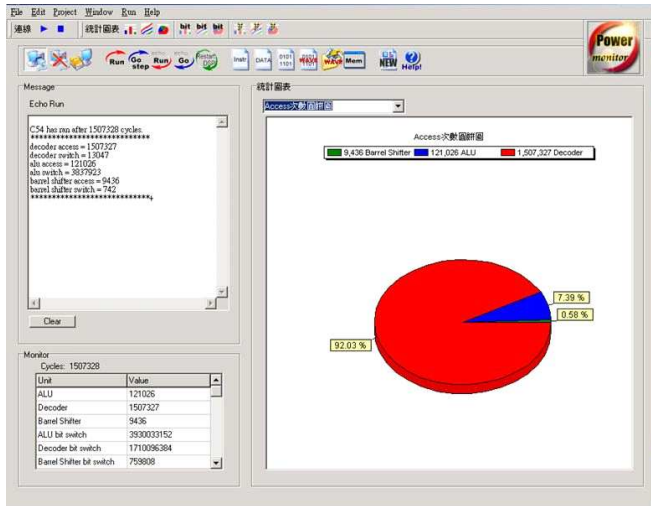 File Edit Project Window Run Help
連線 統計圖表 bit bit bit
Run Go step Run Go Restart DSP Instr DATA 0101 1101 WAVE Mem NEW Help!
Power
monitor
Message
Echo Run
C54 has ran after 1507328 cycles.
*****************************
decoder access = 1507327
decoder switch = 13047
alu access = 121026
alu switch = 3837923
barrel shifter access = 9436
barrel shifter switch = 742
*****************************+
Clear
Monitor
Cycles: 1507328
Unit Value
ALU 121026
Decoder 1507327
Barrel Shifter 9436
ALU bit switch 3930033152
Decoder bit switch 1710096384
Barrel Shifter bit switch 759808
統計圖表
Access次數圓餅圖
Access次數圓餅圖
9,436 Barrel Shifter 121,026 ALU 1,507,327 Decoder
7.39 %
0.58 %
92.03 %